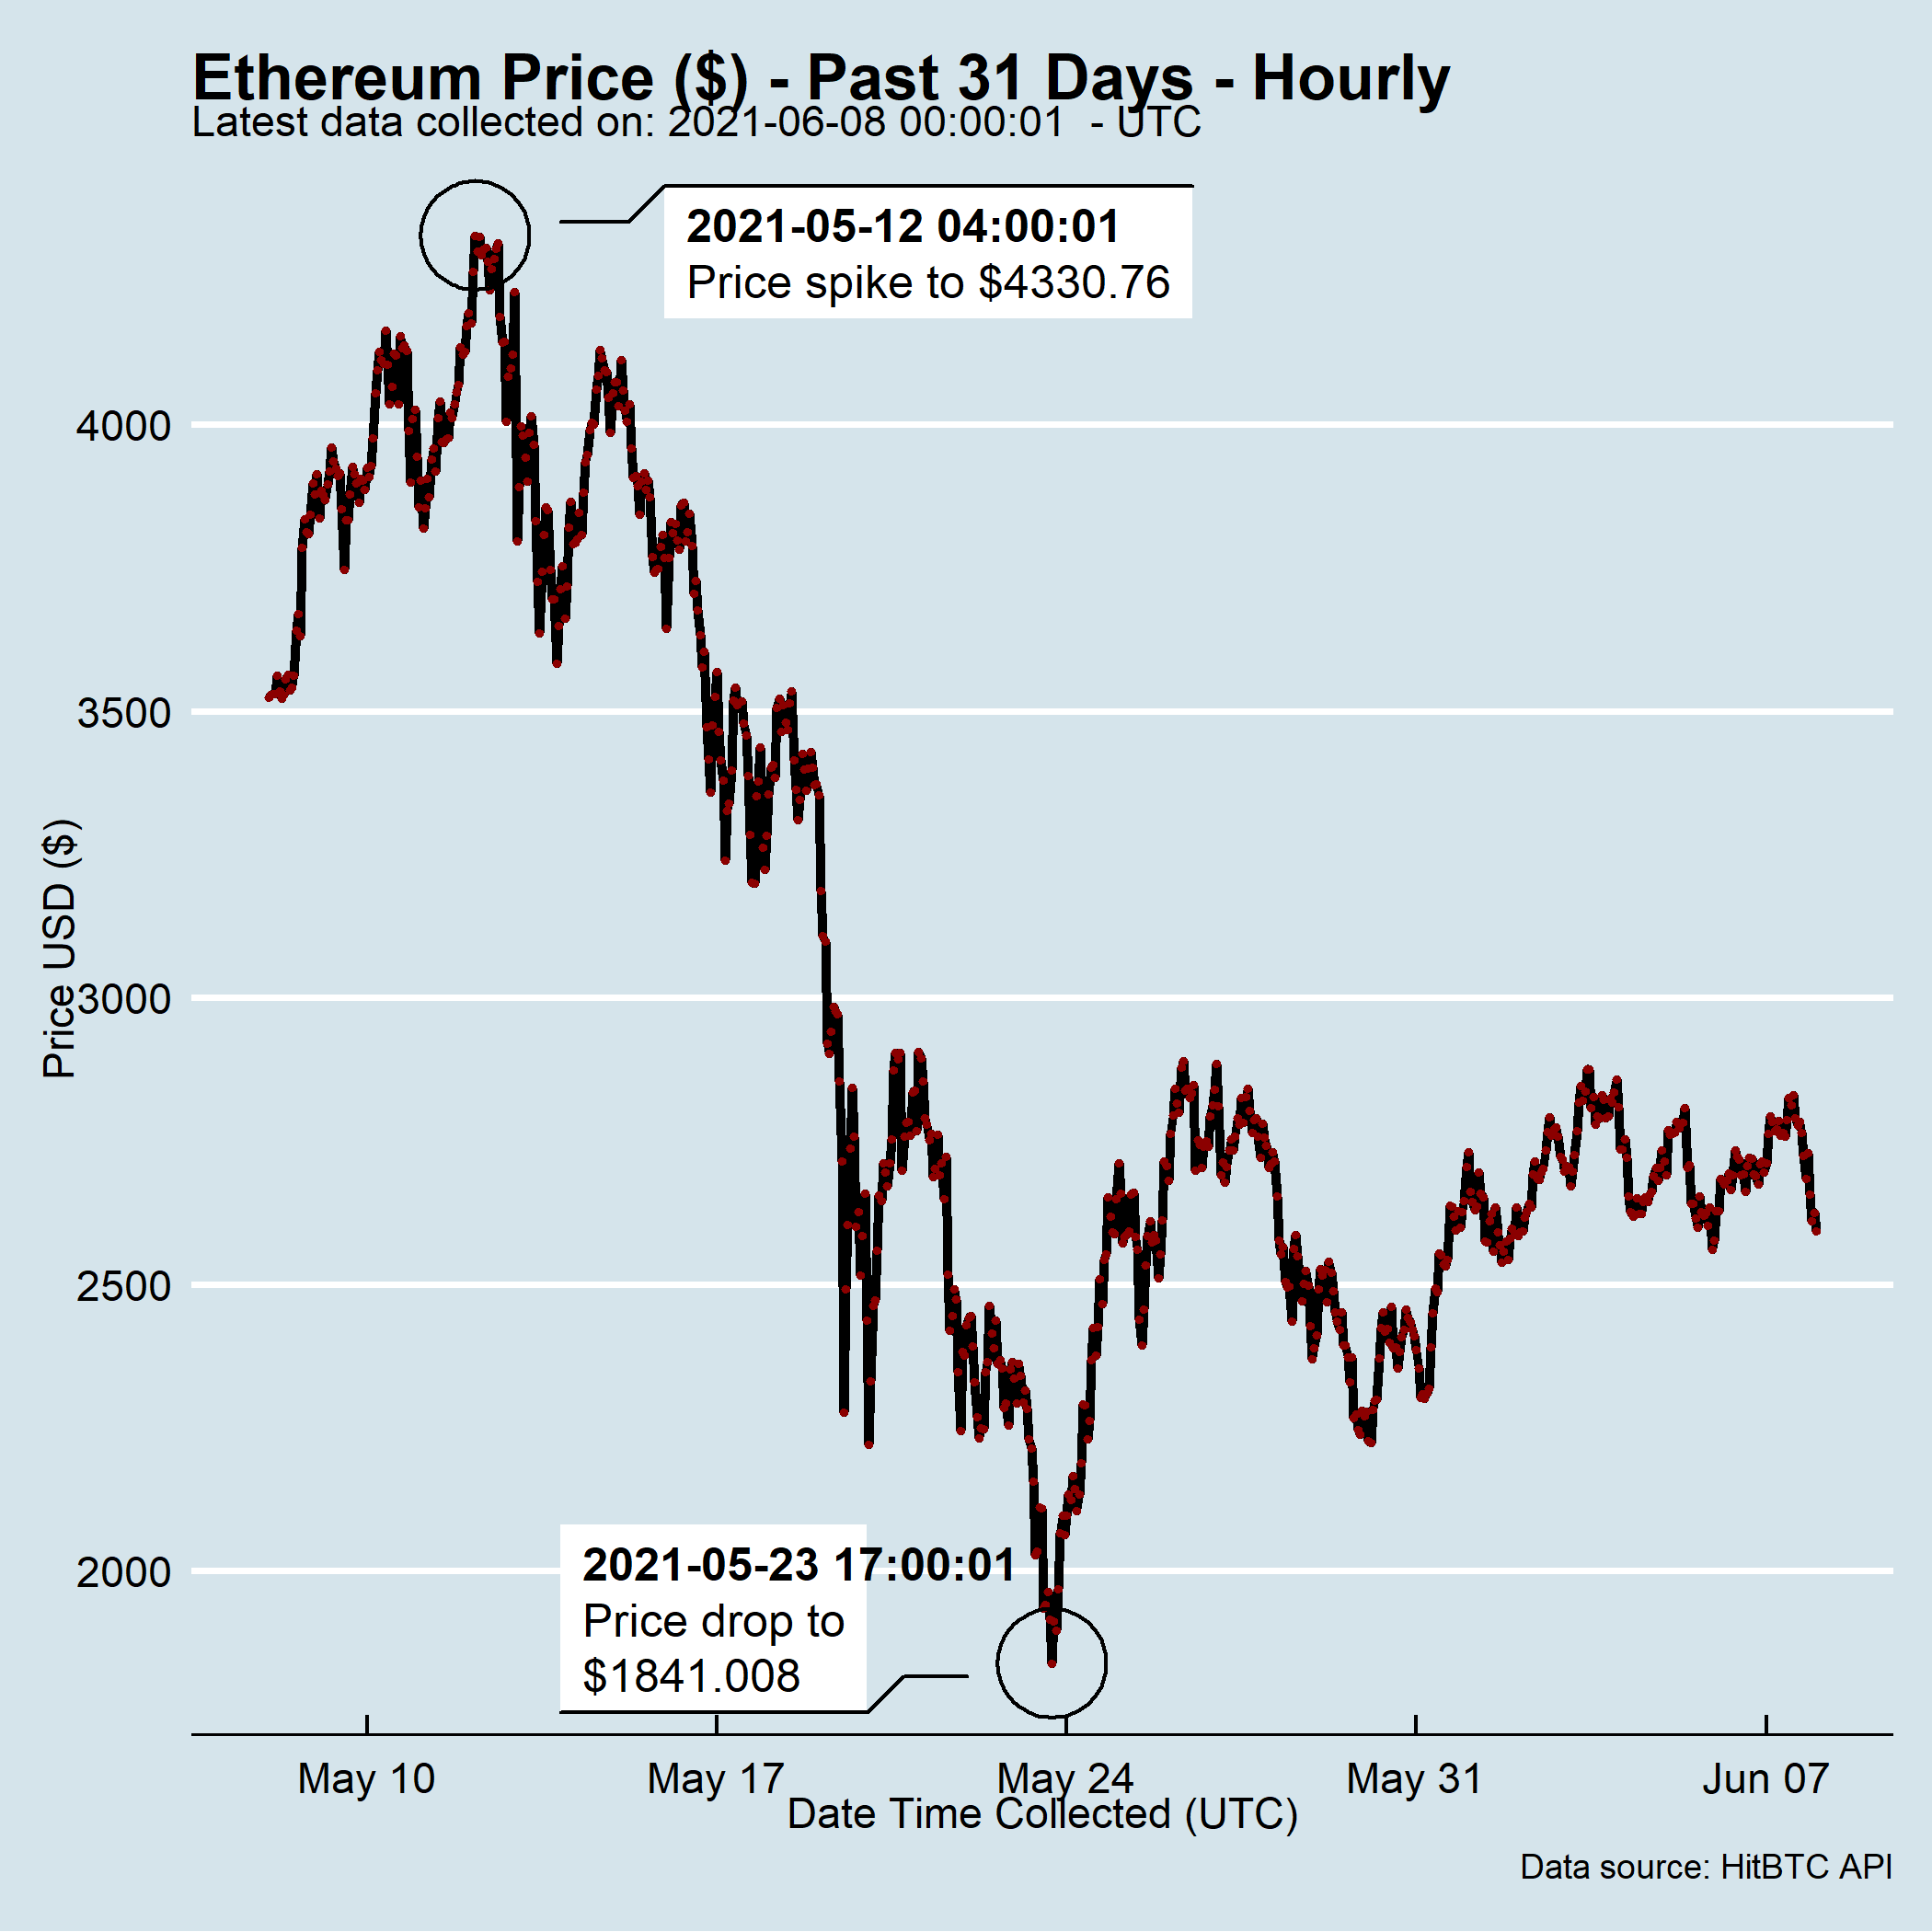 Ethereum Price ($) - Past 31 Days - Hourly
Latest data collected on: 2021-06-08 00:00:01  - UTC
2021-05-12 04:00:01
Price spike to $4330.76
4000
3500
3000
2500
2000
Price USD ($)
2021-05-23 17:00:01
Price drop to
$1841.008
May 10
May 17
May 24
May 31
Jun 07
Date Time Collected (UTC)
Data source: HitBTC API